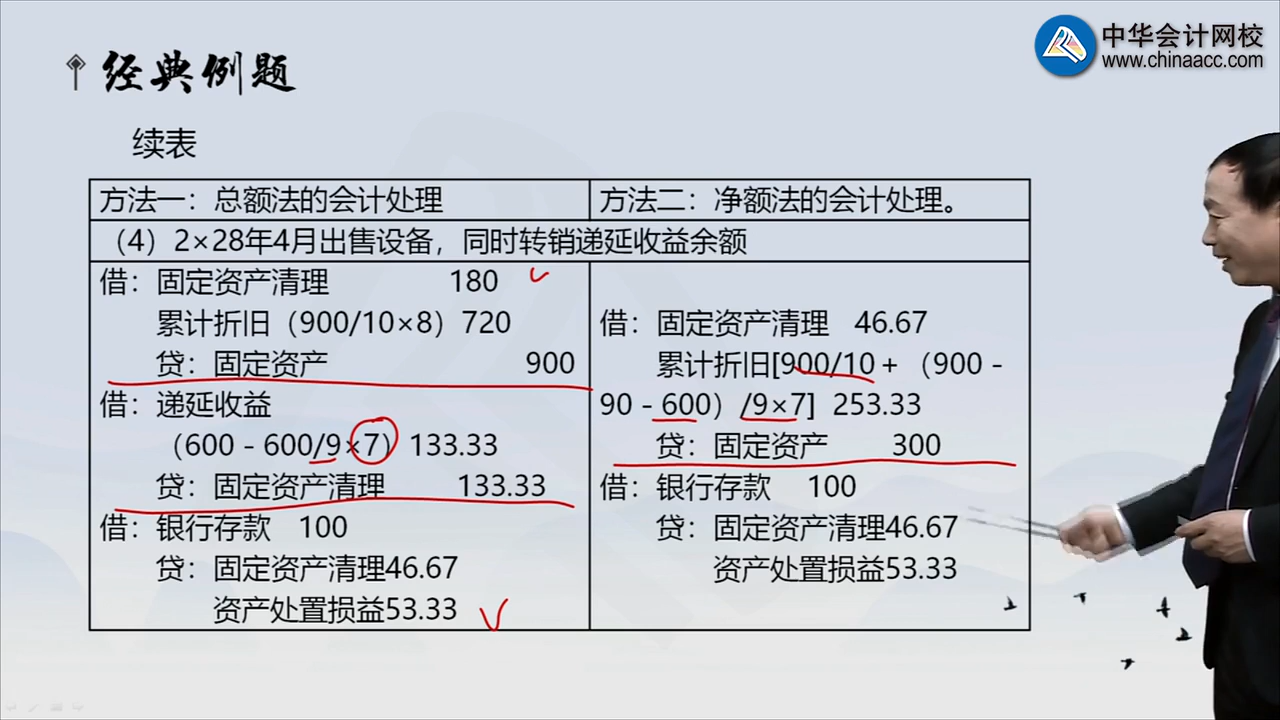 中华会计网校
www.chinaacc.com
经典例题
续表
方法一：总额法的会计处理
方法二：净额法的会计处理。
（4）2×28年4月出售设备，同时转销递延收益余额
借：固定资产清理 180
累计折旧（900/10×8）720
贷：固定资产 900
借：递延收益
（600－600/9×7）133.33
贷：固定资产清理 133.33
借：银行存款 100
贷：固定资产清理46.67
资产处置损益53.33
借：固定资产清理 46.67
累计折旧[900/10＋（900－
90－600）/9×7] 253.33
贷：固定资产 300
借：银行存款 100
贷：固定资产清理46.67
资产处置损益53.33